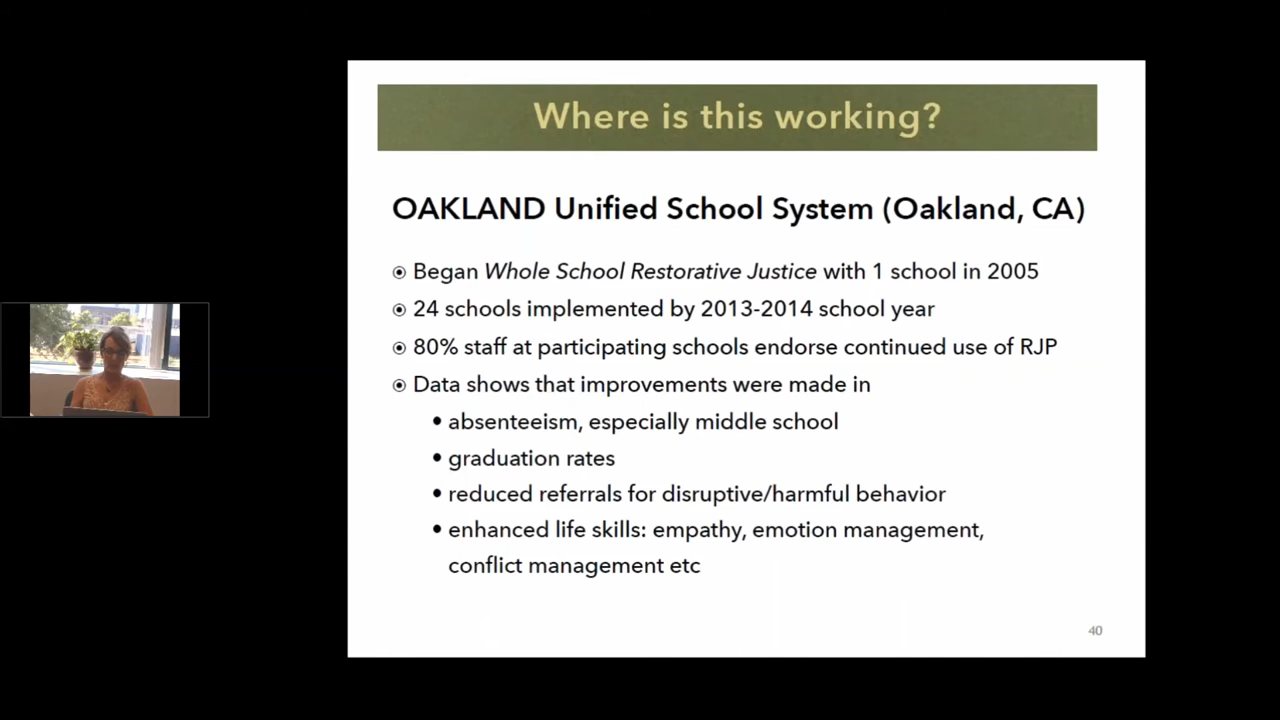 Where is this working?
OAKLAND Unified School System (Oakland, CA)
Began Whole School Restorative Justice with 1 school in 2005
24 schools implemented by 2013-2014 school year
80% staff at participating schools endorse continued use of RJP
Data shows that improvements were made in
• absenteeism, especially middle school
• graduation rates
• reduced referrals for disruptive/harmful behavior
• enhanced life skills: empathy, emotion management,
conflict management etc
40